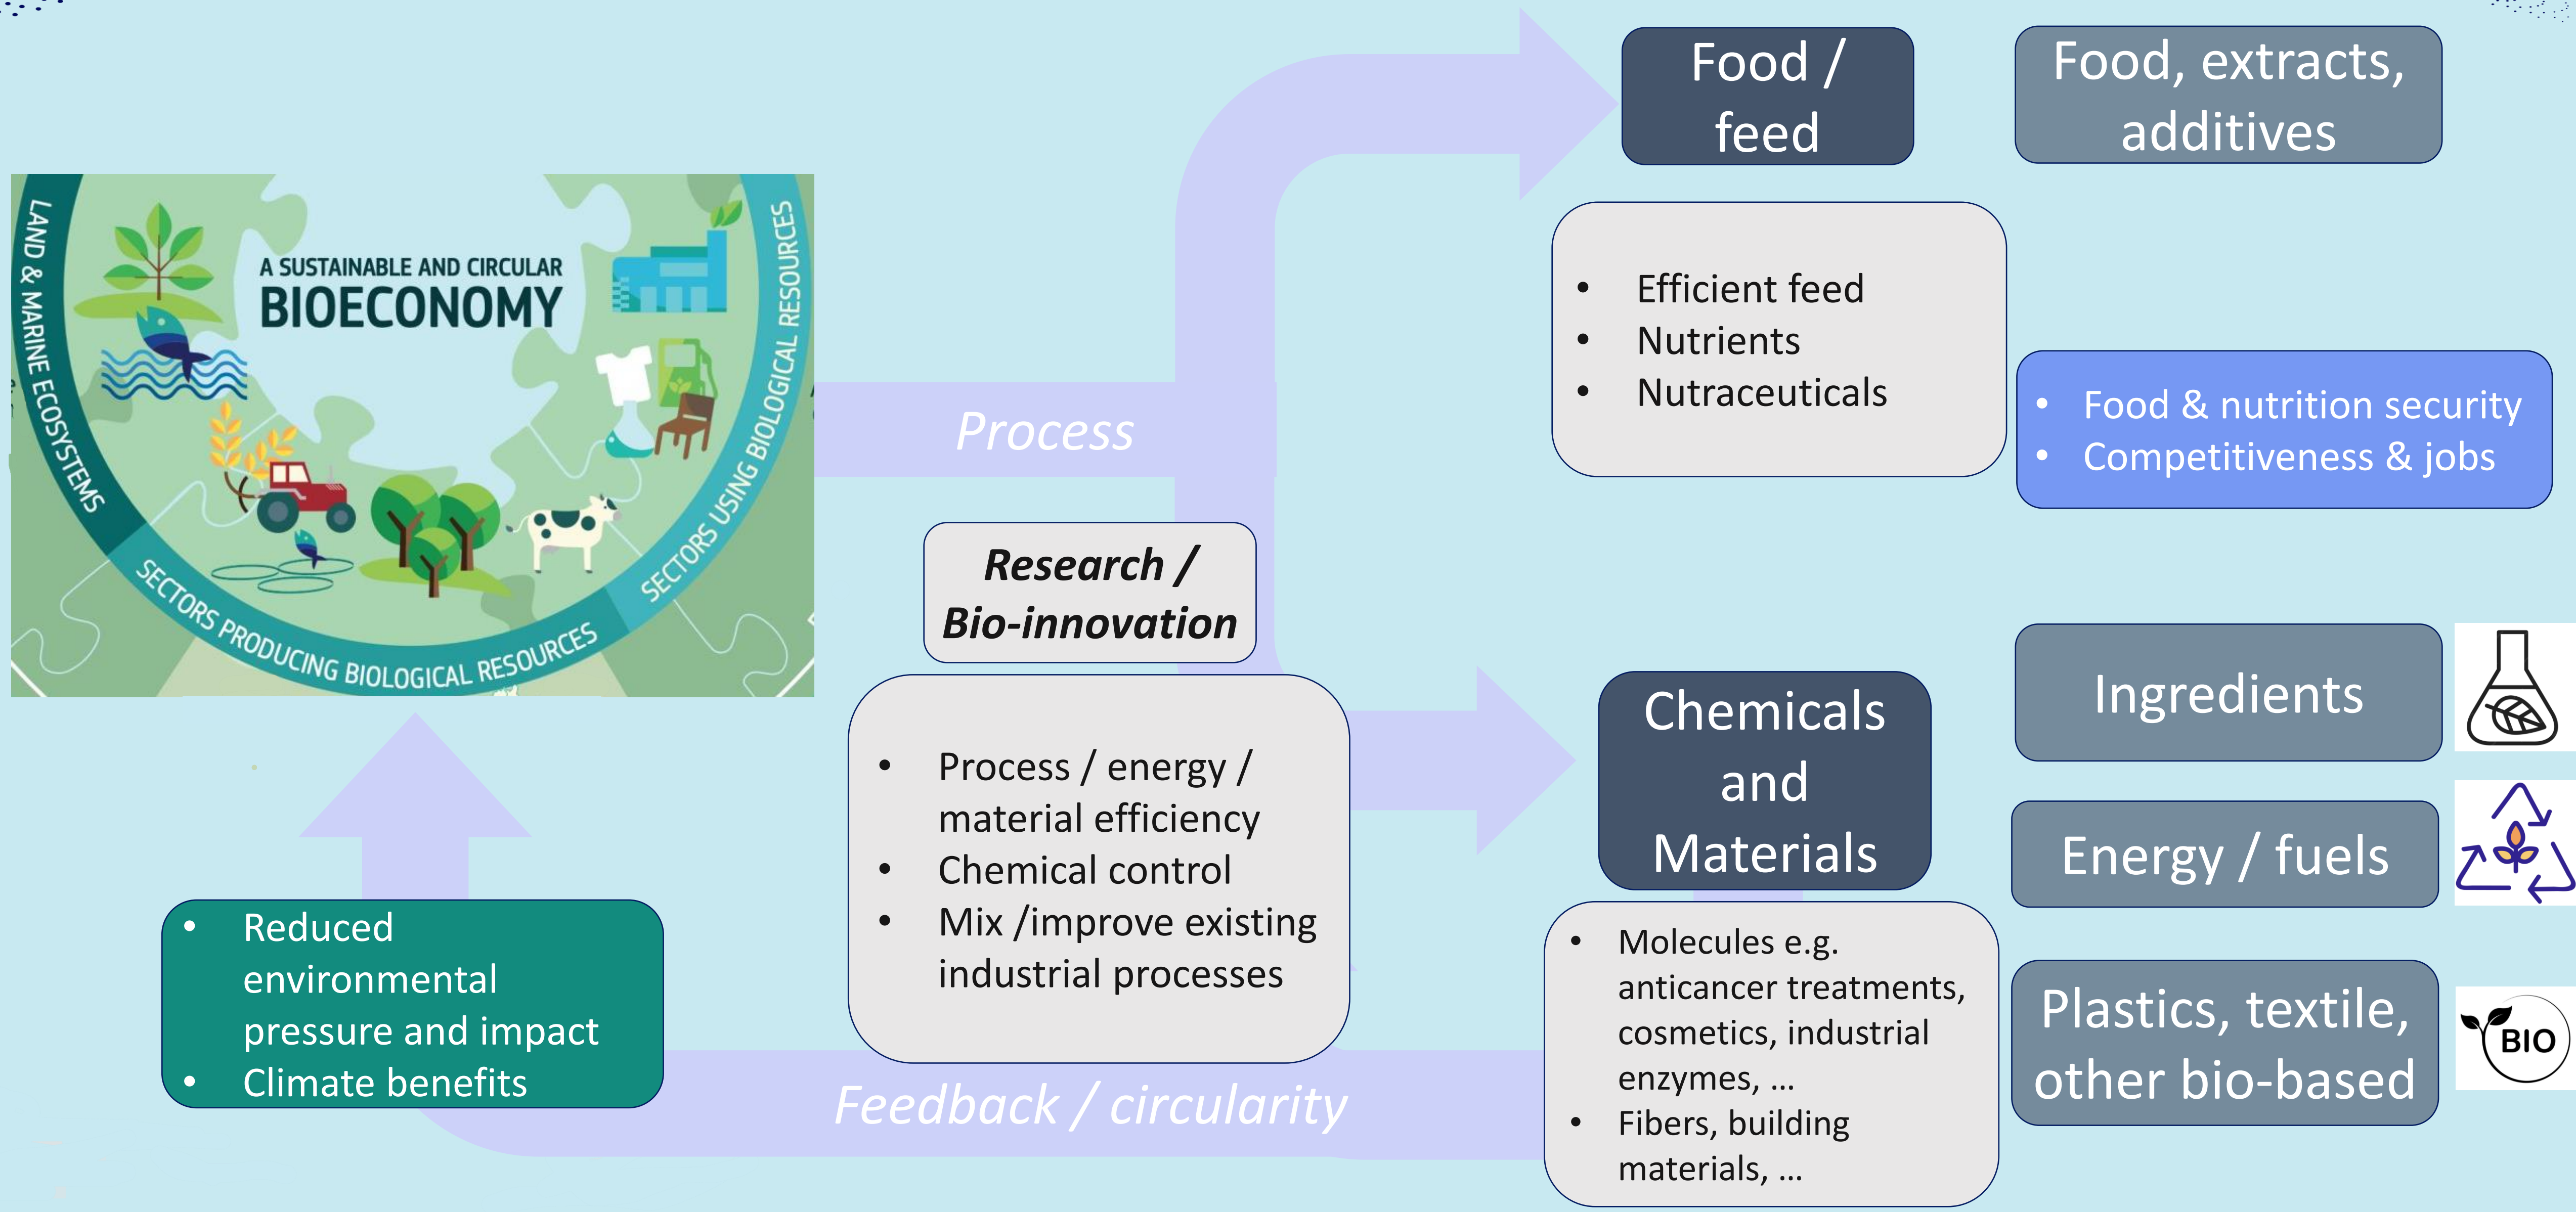 LAND & MARINE ECOSYSTEMS
A SUSTAINABLE AND CIRCULAR
BIOECONOMY
SECTORS USING BIOLOGICAL RESOURCES
SECTORS PRODUCING BIOLOGICAL RESOURCES
Process
Research /
Bio-innovation
• Process / energy /
material efficiency
• Chemical control
• Mix /improve existing
industrial processes
Food /
feed
• Efficient feed
• Nutrients
• Nutraceuticals
Food, extracts,
additives
• Food & nutrition security
• Competitiveness & jobs
Chemicals
and
Materials
• Molecules e.g.
anticancer treatments,
cosmetics, industrial
enzymes, ...
• Fibers, building
materials, ...
Ingredients
Energy / fuels
Plastics, textile,
other bio-based
BIO
Feedback / circularity
• Reduced
environmental
pressure and impact
• Climate benefits